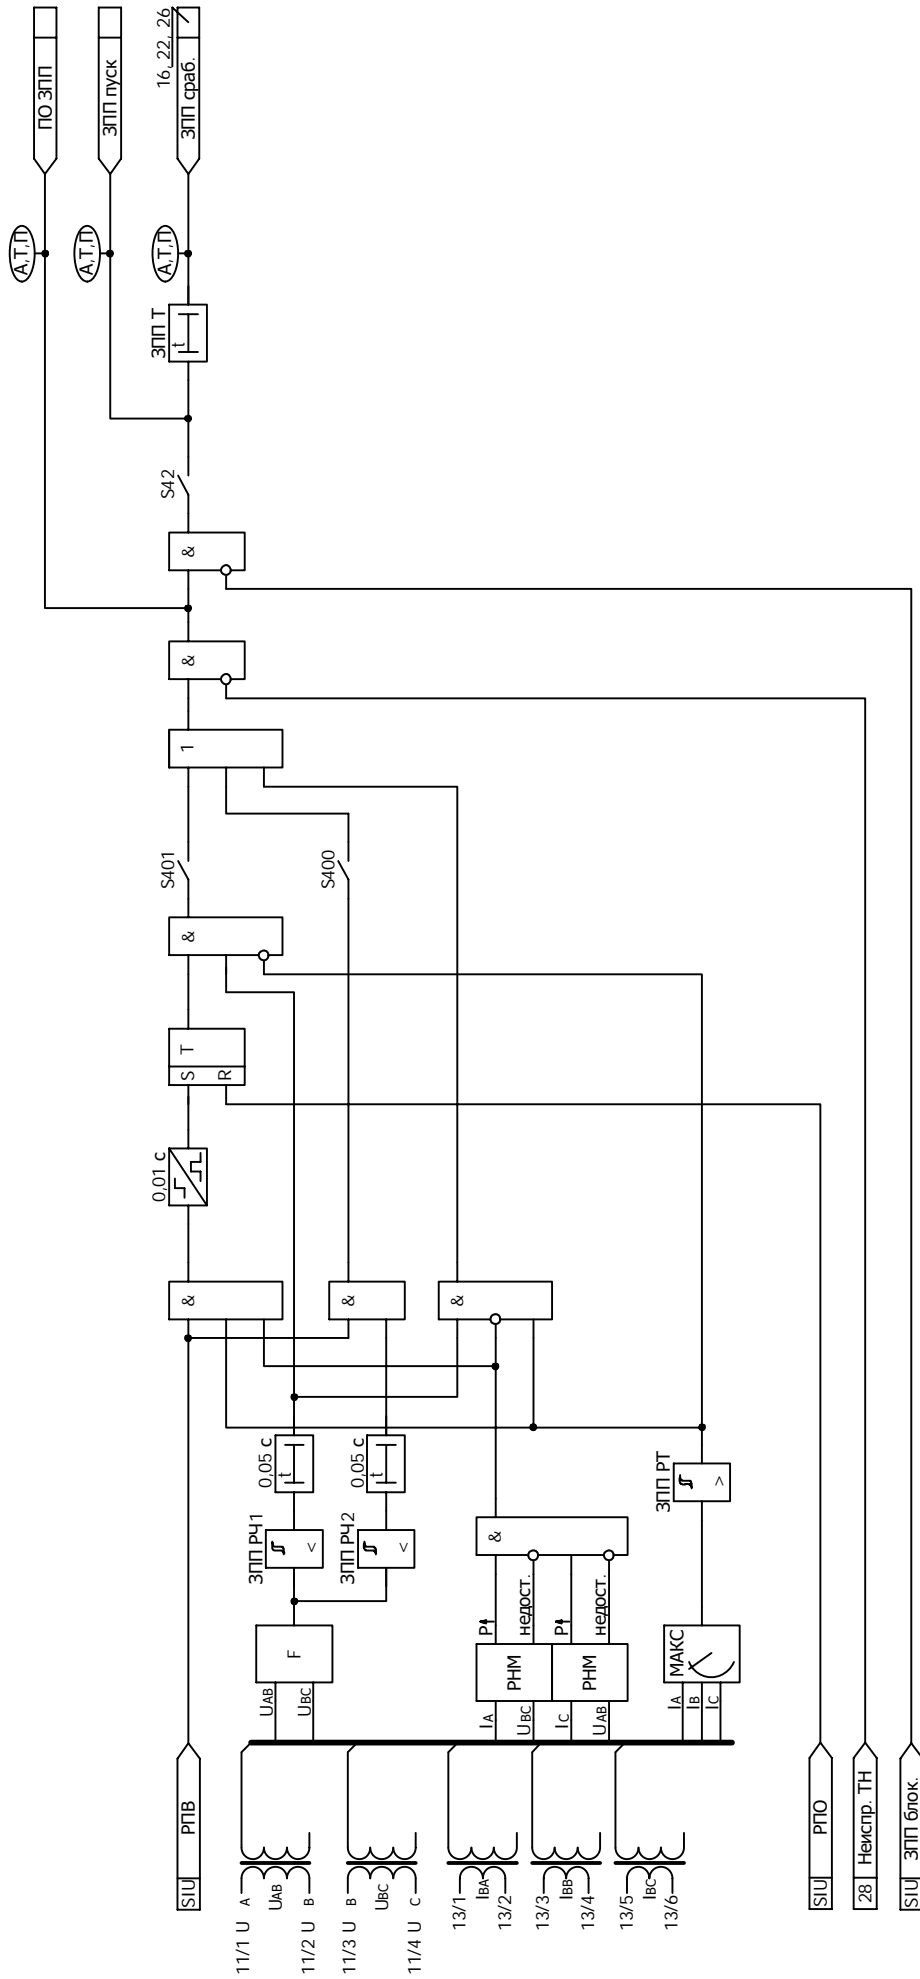 ПО ЗПП
ЗПП пуск
16, 22, 26
ЗПП сраб.
А,Т,П
А,Т,П
А,Т,П
ЗПП Т
t
S42
&
&
1
S401
S400
&
T
S
R
0,01 с
&
&
&
0,05 с
t
0,05 с
t
ЗПП РЧ1
<
ЗПП РЧ2
<
ЗПП РТ
>
&
F
UAB
UBC
P
недост.
P
недост.
РНМ
РНМ
IA
UBC
IC
UAB
МАКС
IA
IB
IC
SIU РПВ
11/1 U A
UAB
11/2 U B
11/3 U B
UBC
11/4 U C
13/1
IBA
13/2
13/3
IBB
13/4
13/5
IBC
13/6
SIU РПО
28 Неиспр. ТН
SIU ЗПП блок.